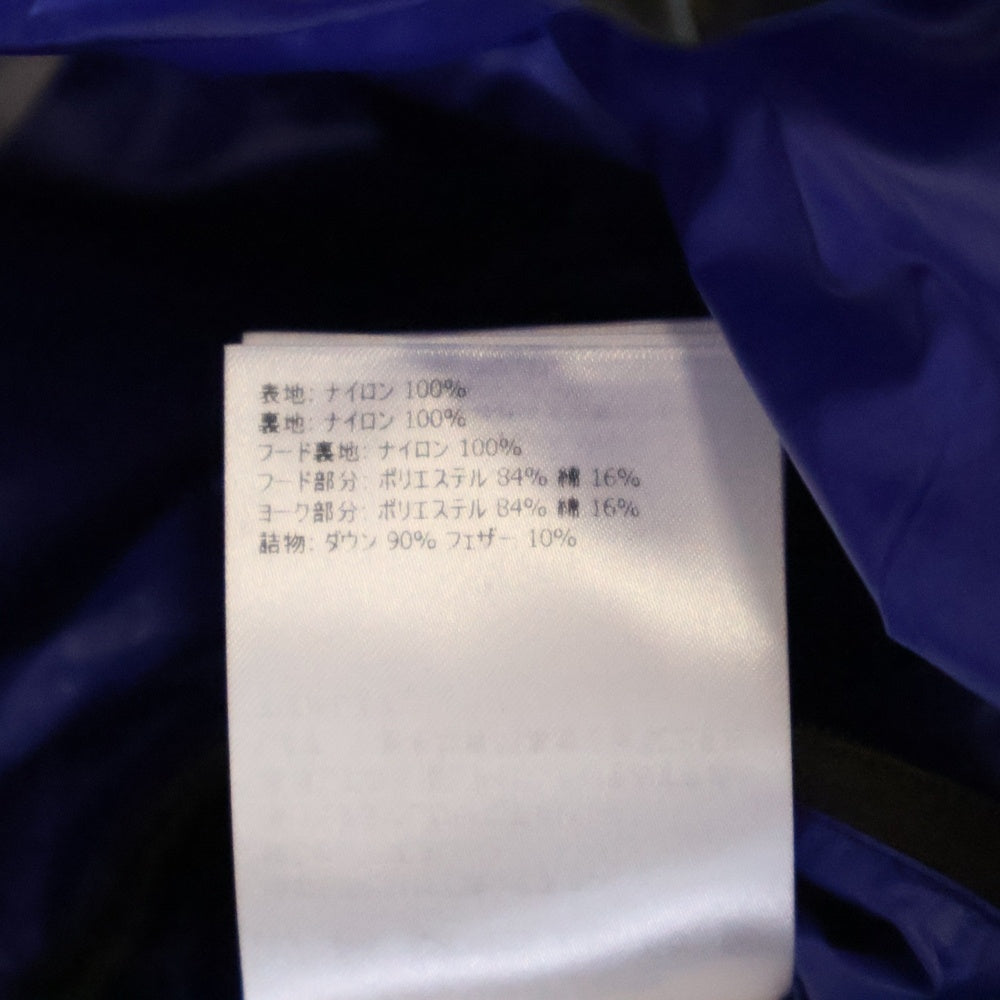 表地: ナイロン 100%
裏地: ナイロン 100%
フード裏地: ナイロン 100%
フード部分: ポリエステル 84% 綿 16%
ヨーク部分: ポリエステル 84% 綿 16%
詰物: ダウン 90% フェザー 10%